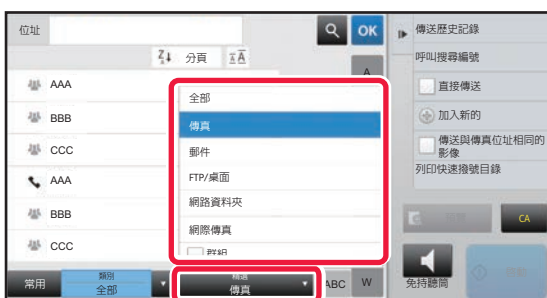 位址
OK
Z
分頁
A A
A
AAA
BBB
CCC
AAA
BBB
CCC
全部
傳真
郵件
FTP/桌面
網路資料夾
網際傳真
群組
常用
類別
全部
精選
傳真
ABC
W
傳送歷史記錄
呼叫搜尋編號
直接傳送
加入新的
傳送與傳真位址相同的
影像
列印快速撥號目錄
CA
免持聽筒